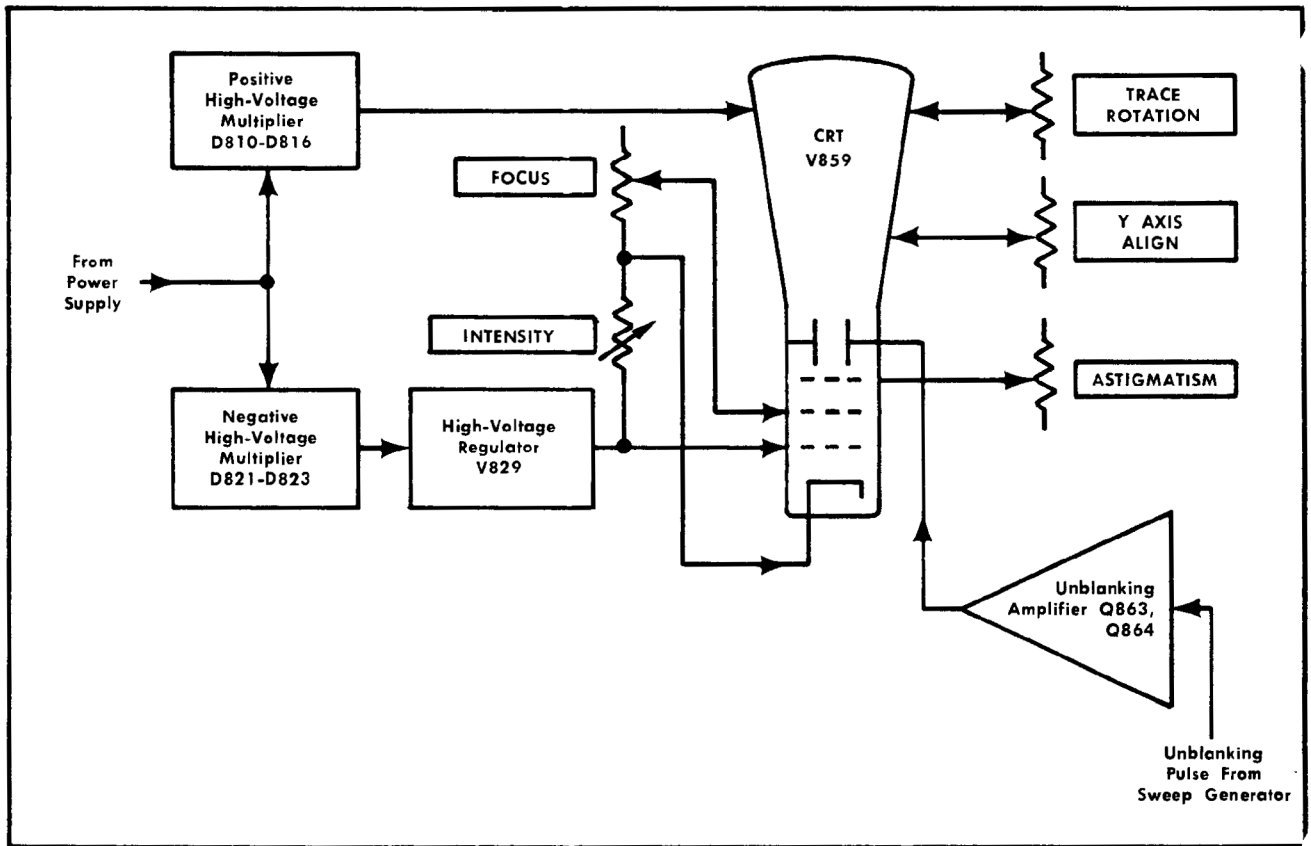 Positive
High-Voltage
Multiplier
D810-D816
From
Power
Supply
Negative
High-Voltage
Multiplier
D821-D823
High-Voltage
Regulator
V829
FOCUS
INTENSITY
CRT
V859
TRACE
ROTATION
Y AXIS
ALIGN
ASTIGMATISM
Unblanking
Amplifier Q863,
Q864
Unblanking
Pulse From
Sweep Generator